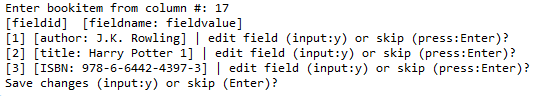 Enter bookitem from column #: 17
[fieldid]  [fieldname: fieldvalue]
[1] [author: J.K. Rowling] | edit field (input:y) or skip (press:Enter)?
[2] [title: Harry Potter 1] | edit field (input:y) or skip (press:Enter)?
[3] [ISBN: 978-6-6442-4397-3] | edit field (input:y) or skip (press:Enter)?
Save changes (input:y) or skip (Enter)?